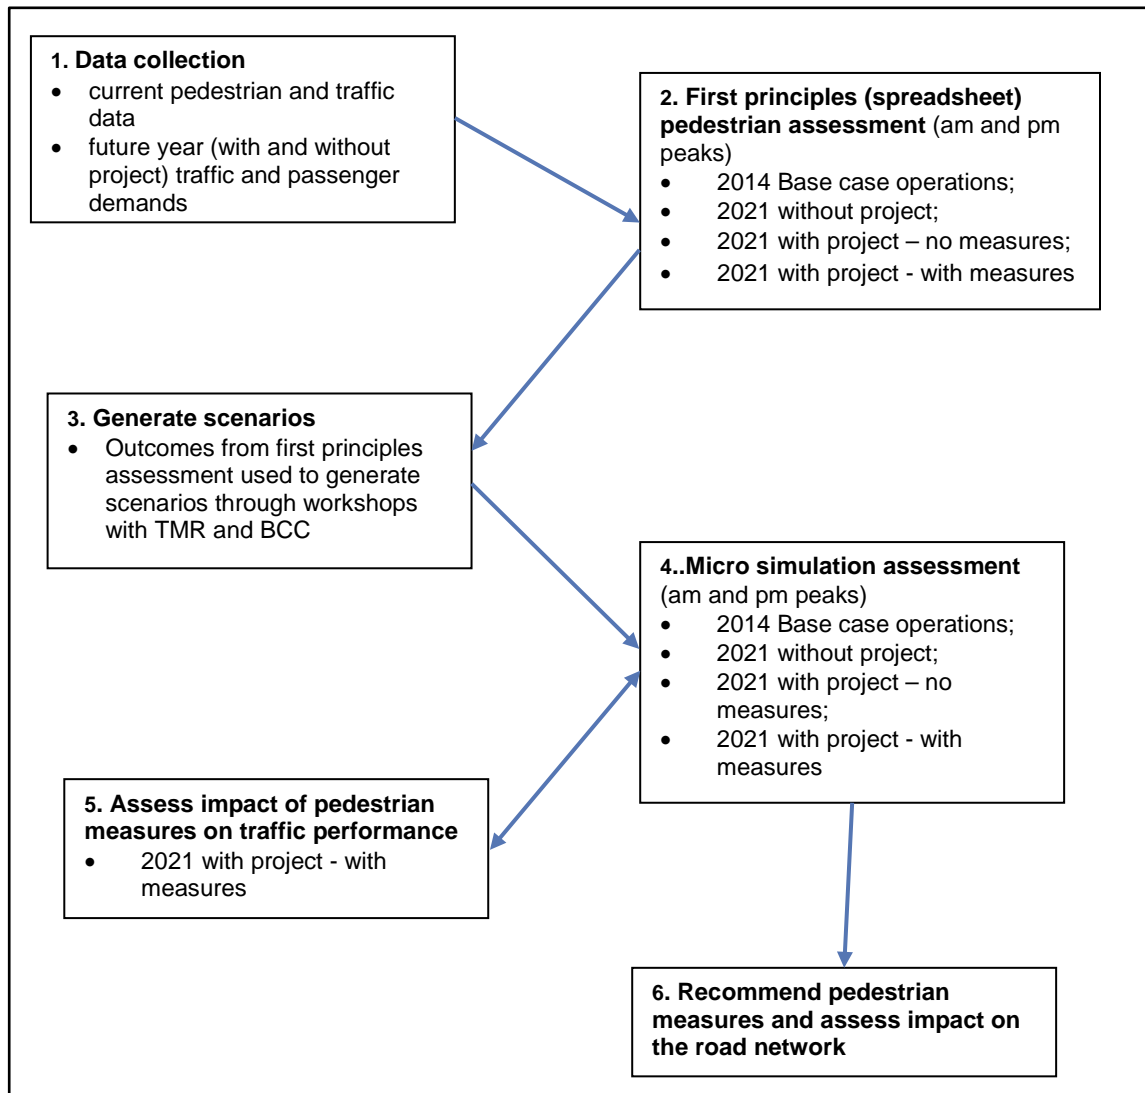 1. Data collection
• current pedestrian and traffic
data
• future year (with and without
project) traffic and passenger
demands
2. First principles (spreadsheet)
pedestrian assessment (am and pm
peaks)
• 2014 Base case operations;
• 2021 without project;
• 2021 with project – no measures;
• 2021 with project - with measures
3. Generate scenarios
• Outcomes from first principles
assessment used to generate
scenarios through workshops
with TMR and BCC
4..Micro simulation assessment
(am and pm peaks)
• 2014 Base case operations;
• 2021 without project;
• 2021 with project – no
measures;
• 2021 with project - with
measures
5. Assess impact of pedestrian
measures on traffic performance
• 2021 with project - with
measures
6. Recommend pedestrian
measures and assess impact on
the road network